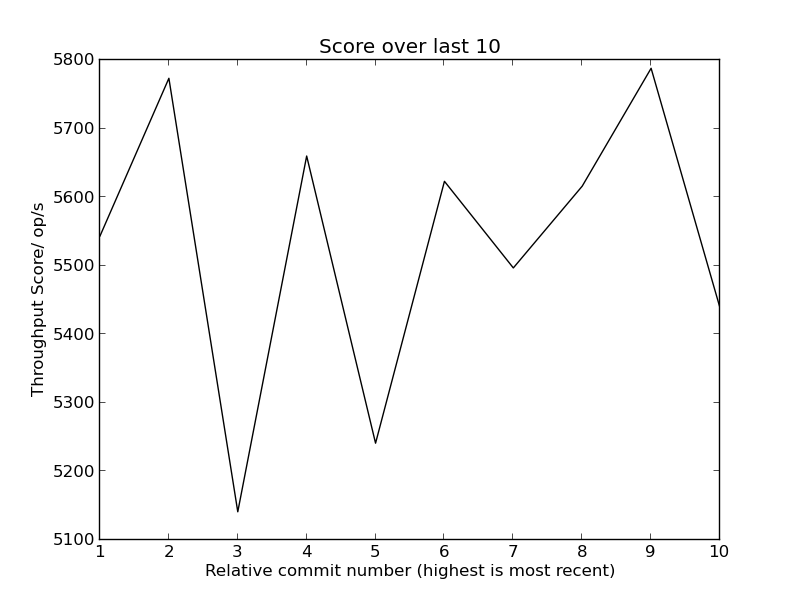 Score over last 10
5800
5700
5600
5500
5400
5300
5200
5100
Throughput Score/ op/s
1 2 3 4 5 6 7 8 9 10
Relative commit number (highest is most recent)